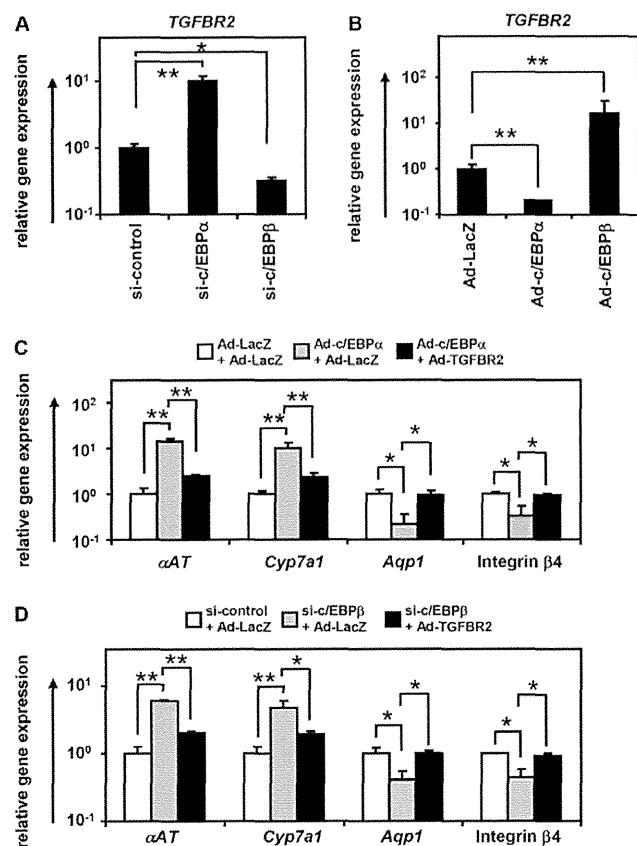 A
TGFBR2
relative gene expression
10¹
10⁰
10⁻¹
**
*
si-control
si-c/EBPα
si-c/EBPβ
B
TGFBR2
relative gene expression
10²
10¹
10⁰
10⁻¹
**
**
Ad-LacZ
Ad-c/EBPα
Ad-c/EBPβ
C
Ad-LacZ + Ad-LacZ
Ad-c/EBPα + Ad-LacZ
Ad-c/EBPα + Ad-TGFBR2
relative gene expression
10²
10¹
10⁰
10⁻¹
** **
** **
* *
* *
αAT Cyp7a1 Aqp1 Integrin β4
D
si-control + Ad-LacZ
si-c/EBPβ + Ad-LacZ
si-c/EBPβ + Ad-TGFBR2
relative gene expression
10¹
10⁰
10⁻¹
** **
** *
* *
* *
αAT Cyp7a1 Aqp1 Integrin β4